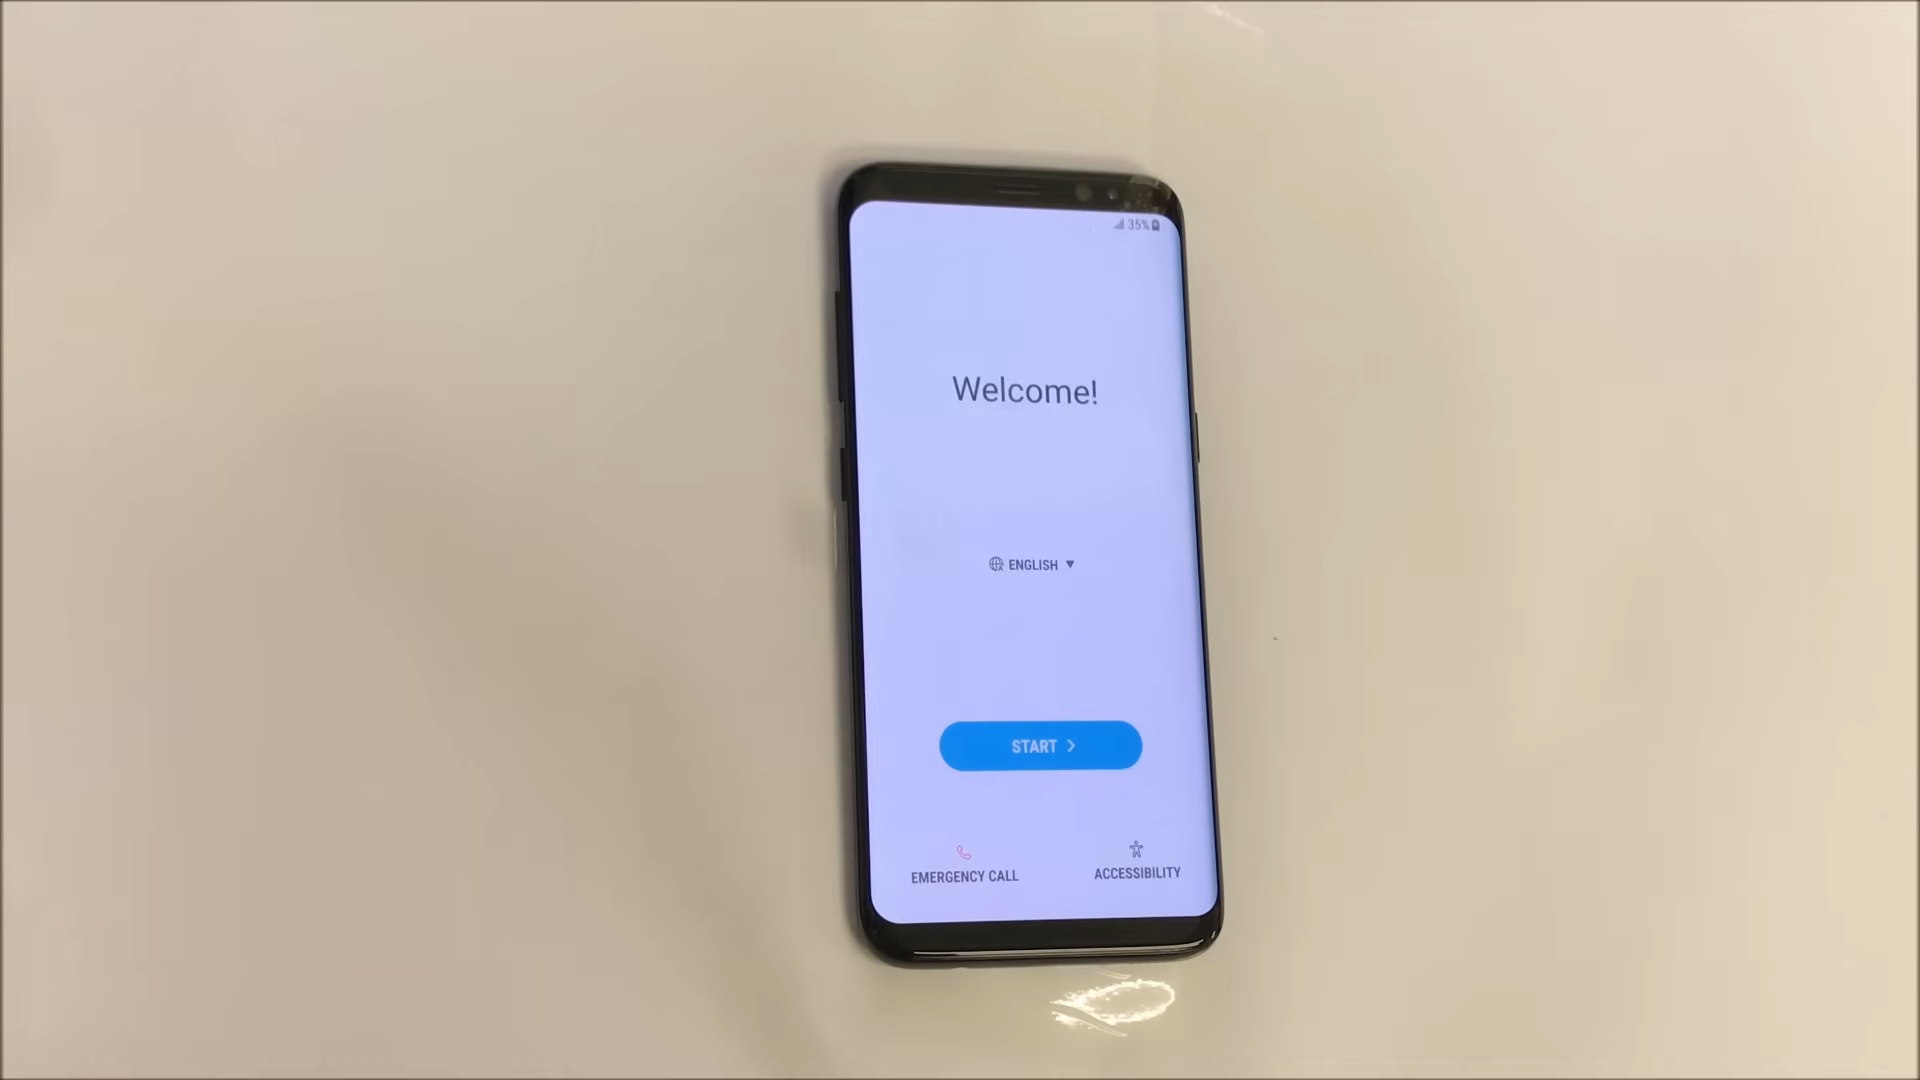 35%
Welcome!
ENGLISH
START
EMERGENCY CALL
ACCESSIBILITY